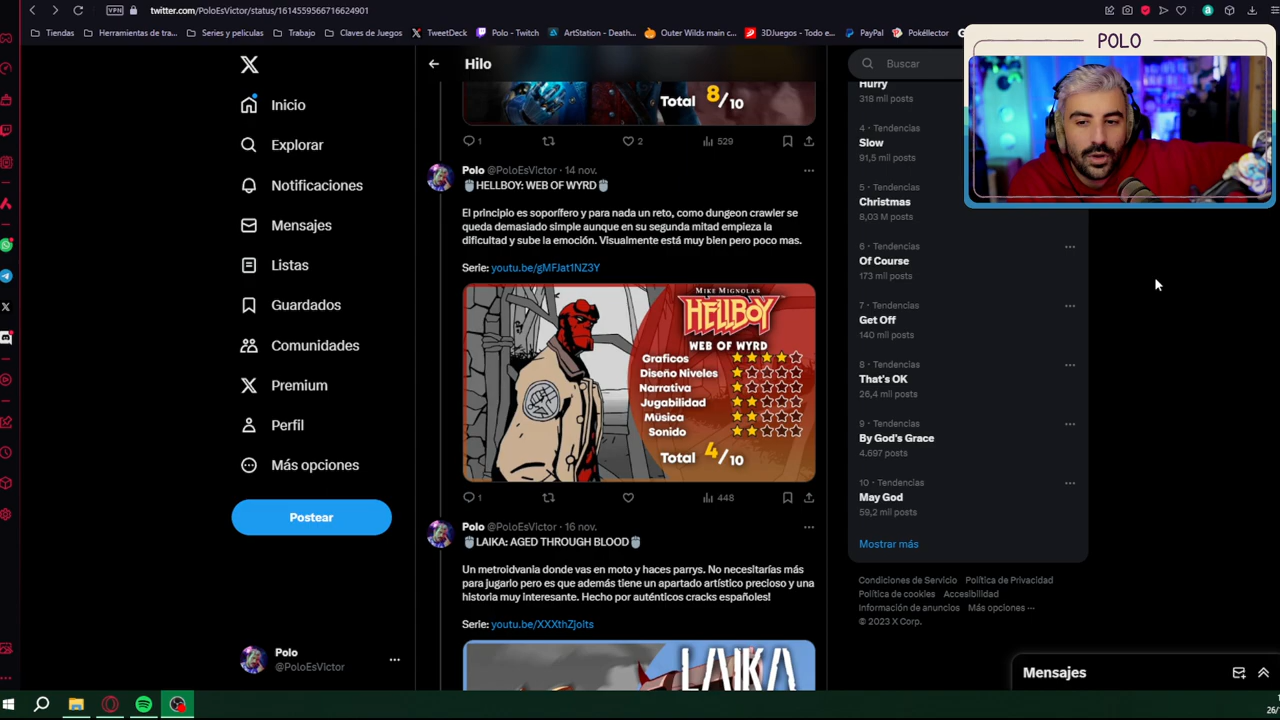 twitter.com/PoloEsVictor/status/1614559566716624901
Tiendas
Herramientas de tra...
Series y peliculas
Trabajo
Claves de Juegos
TweetDeck
Polo - Twitch
ArtStation - Death...
Outer Wilds main c...
3DJuegos - Todo e...
PayPal
Pokéllector
POLO
Inicio
Explorar
Notificaciones
Mensajes
Listas
Guardados
Comunidades
Premium
Perfil
Más opciones
Postear
Polo
@PoloEsVictor
Hilo
Total 8/10
1
2
529
Polo @PoloEsVictor · 14 nov.
HELLBOY: WEB OF WYRD
El principio es soporífero y para nada un reto, como dungeon crawler se
queda demasiado simple aunque en su segunda mitad empieza la
dificultad y sube la emoción. Visualmente está muy bien pero poco mas.
Serie: youtu.be/gMFJat1NZ3Y
MIKE MIGNOLA'S
HELLBOY
WEB OF WYRD
Graficos
Diseño Niveles
Narrativa
Jugabilidad
Música
Sonido
Total 4/10
1
448
Polo @PoloEsVictor · 16 nov.
LAIKA: AGED THROUGH BLOOD
Un metroidvania donde vas en moto y haces parrys. No necesitarías más
para jugarlo pero es que además tiene un apartado artístico precioso y una
historia muy interesante. Hecho por auténticos cracks españoles!
Serie: youtu.be/XXXthZjoits
LAIKA
Buscar
Hurry
318 mil posts
4 · Tendencias
Slow
91,5 mil posts
5 · Tendencias
Christmas
8,03 M posts
6 · Tendencias
Of Course
173 mil posts
7 · Tendencias
Get Off
140 mil posts
8 · Tendencias
That's OK
26,4 mil posts
9 · Tendencias
By God's Grace
4.697 posts
10 · Tendencias
May God
59,2 mil posts
Mostrar más
Condiciones de Servicio Política de Privacidad
Política de cookies Accesibilidad
Información de anuncios Más opciones ···
© 2023 X Corp.
Mensajes